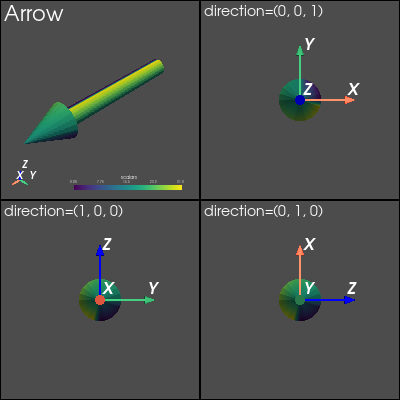 Arrow
Z
X Y
scalars
direction=(0, 0, 1)
Y
Z X
direction=(1, 0, 0)
Z
X Y
direction=(0, 1, 0)
X
Y Z